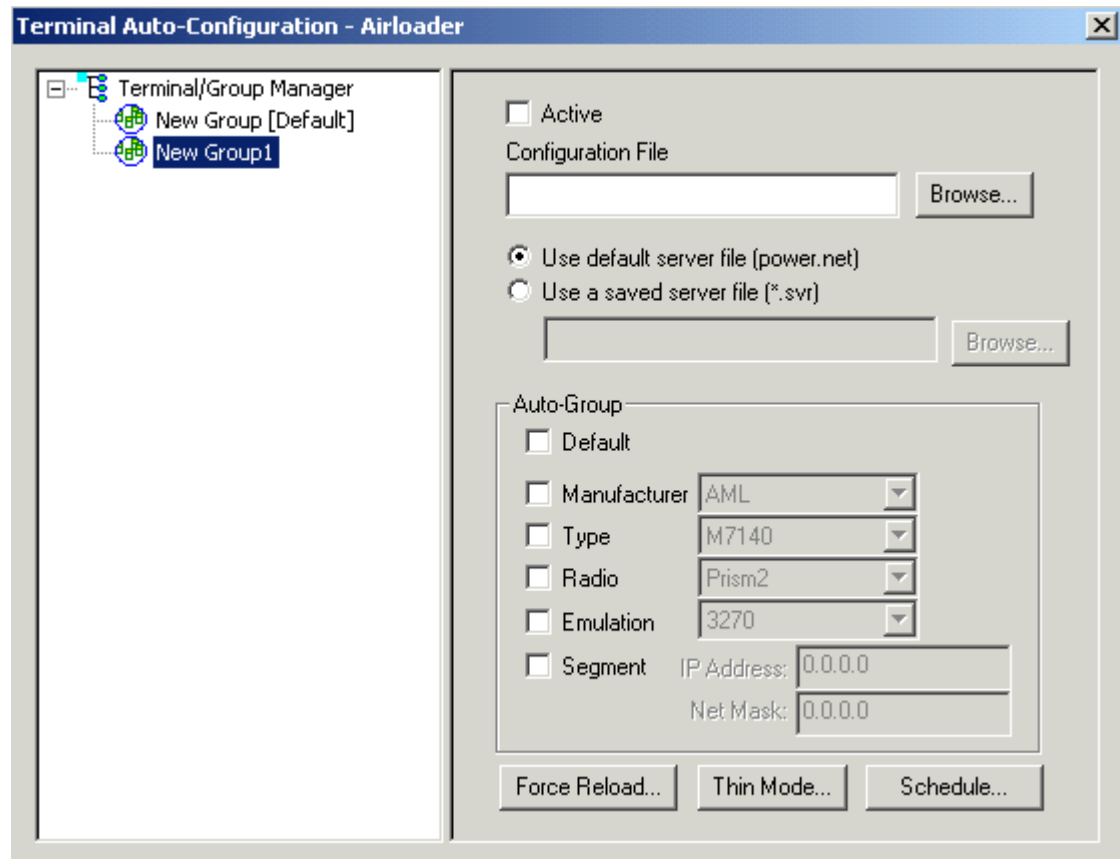 Terminal Auto-Configuration - Airloader
Terminal/Group Manager
New Group [Default]
New Group1
Active
Configuration File
Browse...
Use default server file (power.net)
Use a saved server file (*.svr)
Browse...
Auto-Group
Default
Manufacturer AML
Type M7140
Radio Prism2
Emulation 3270
Segment IP Address: 0.0.0.0
Net Mask: 0.0.0.0
Force Reload... Thin Mode... Schedule...